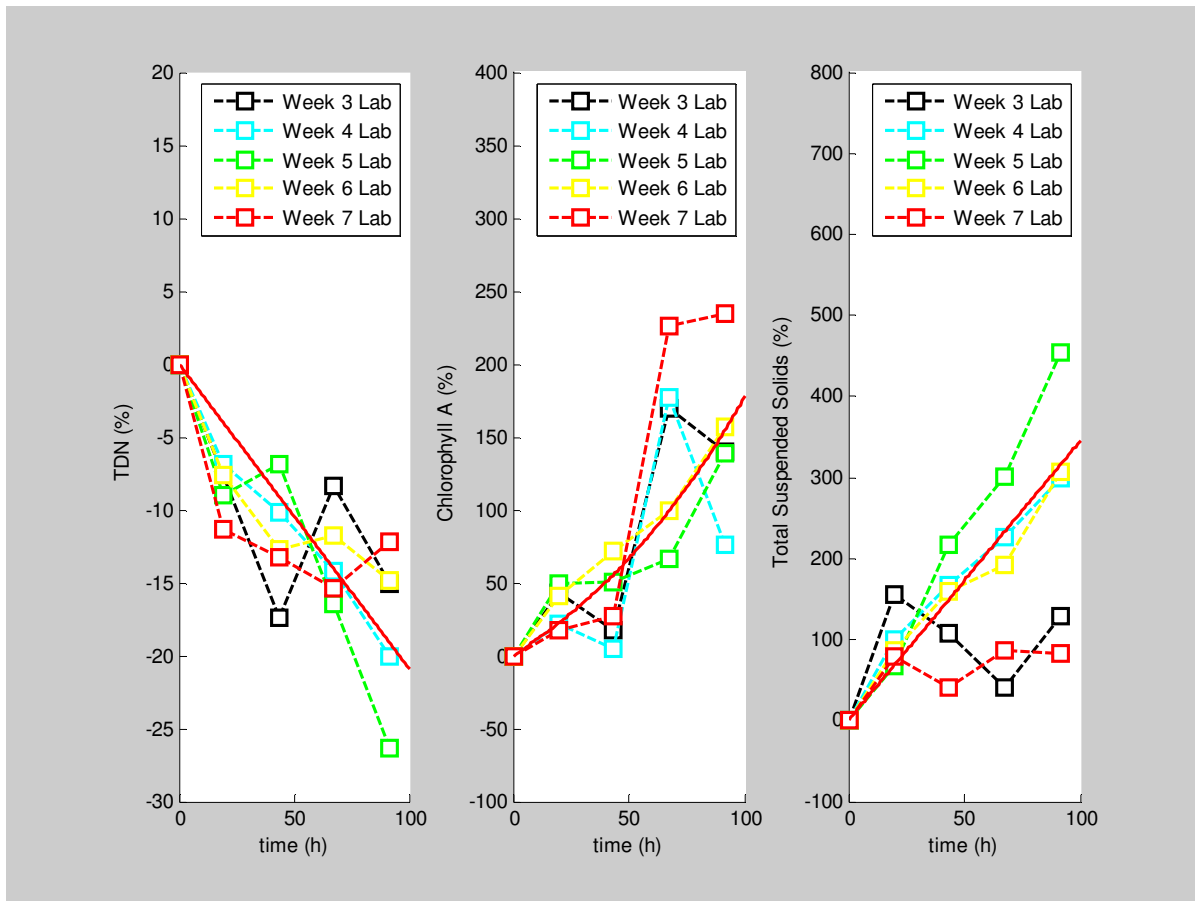 20
15
10
5
0
-5
-10
-15
-20
-25
-30
TDN (%)
0 50 100
time (h)
Week 3 Lab
Week 4 Lab
Week 5 Lab
Week 6 Lab
Week 7 Lab
400
350
300
250
200
150
100
50
0
-50
-100
Chlorophyll A (%)
0 50 100
time (h)
Week 3 Lab
Week 4 Lab
Week 5 Lab
Week 6 Lab
Week 7 Lab
800
700
600
500
400
300
200
100
0
-100
Total Suspended Solids (%)
0 50 100
time (h)
Week 3 Lab
Week 4 Lab
Week 5 Lab
Week 6 Lab
Week 7 Lab